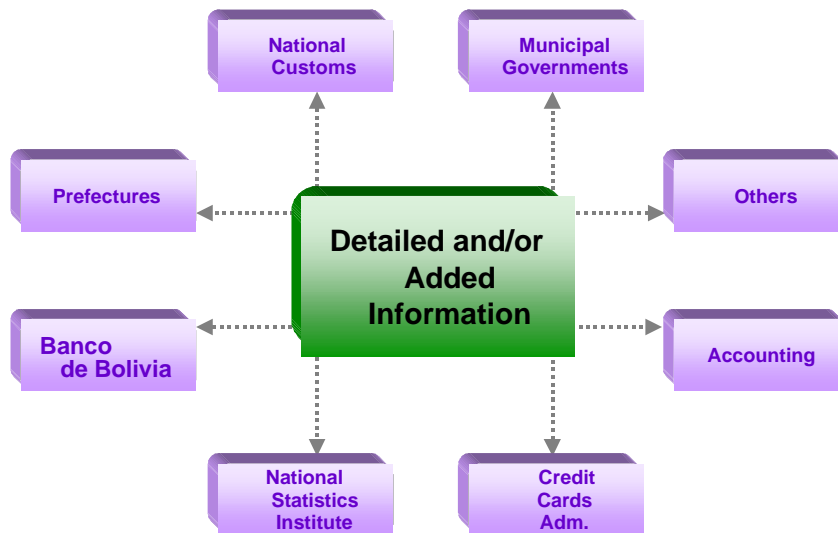 National
Customs
Municipal
Governments
Prefectures
Others
Detailed and/or
Added
Information
Banco
de Bolivia
Accounting
National
Statistics
Institute
Credit
Cards
Adm.